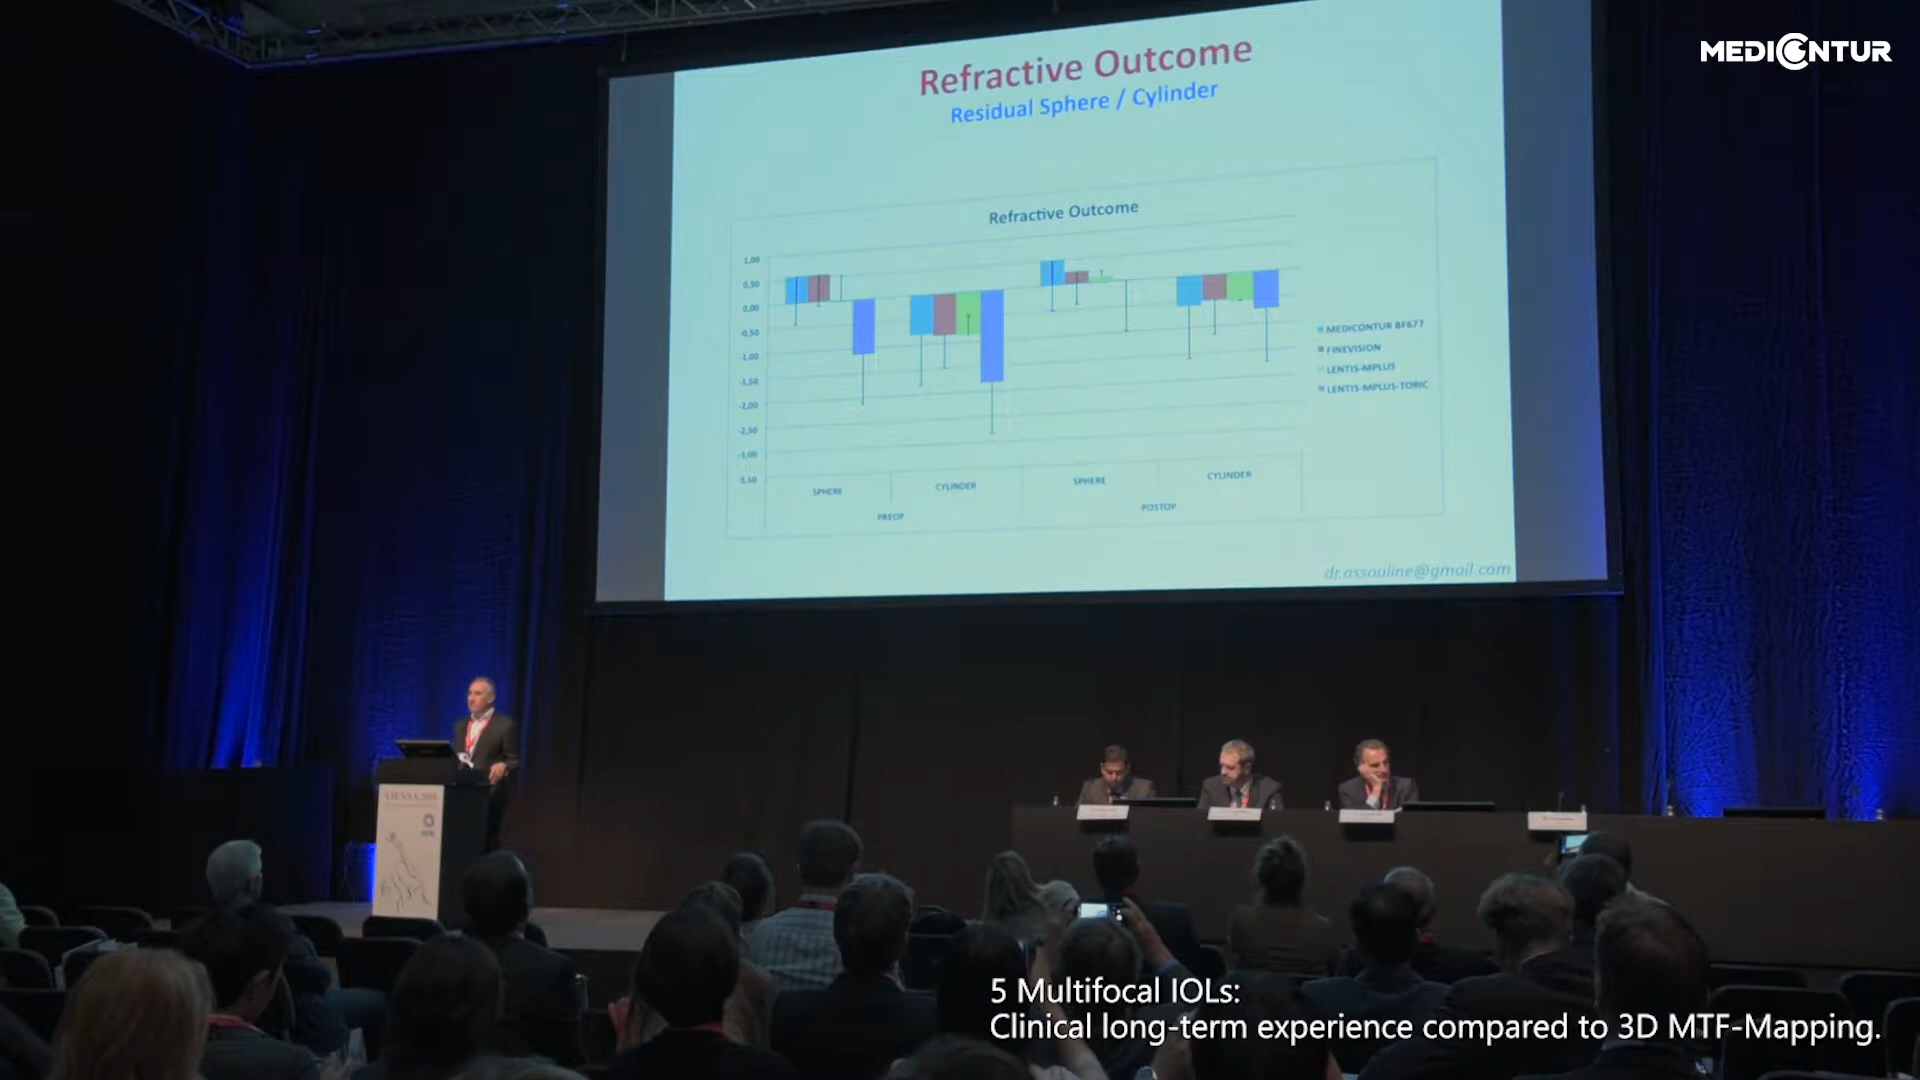 MEDICONTUR
Refractive Outcome
Residual Sphere / Cylinder
Refractive Outcome
1,00
0,50
0,00
-0,50
-1,00
-1,50
-2,00
-2,50
-3,00
-3,50
SPHERE
CYLINDER
SPHERE
CYLINDER
PREOP
POSTOP
MEDICONTUR BF677
FINEVISION
LENTIS-MPLUS
LENTIS-MPLUS-TORIC
dr.assouline@gmail.com
VIENNA 2011
5 Multifocal IOLs:
Clinical long-term experience compared to 3D MTF-Mapping.